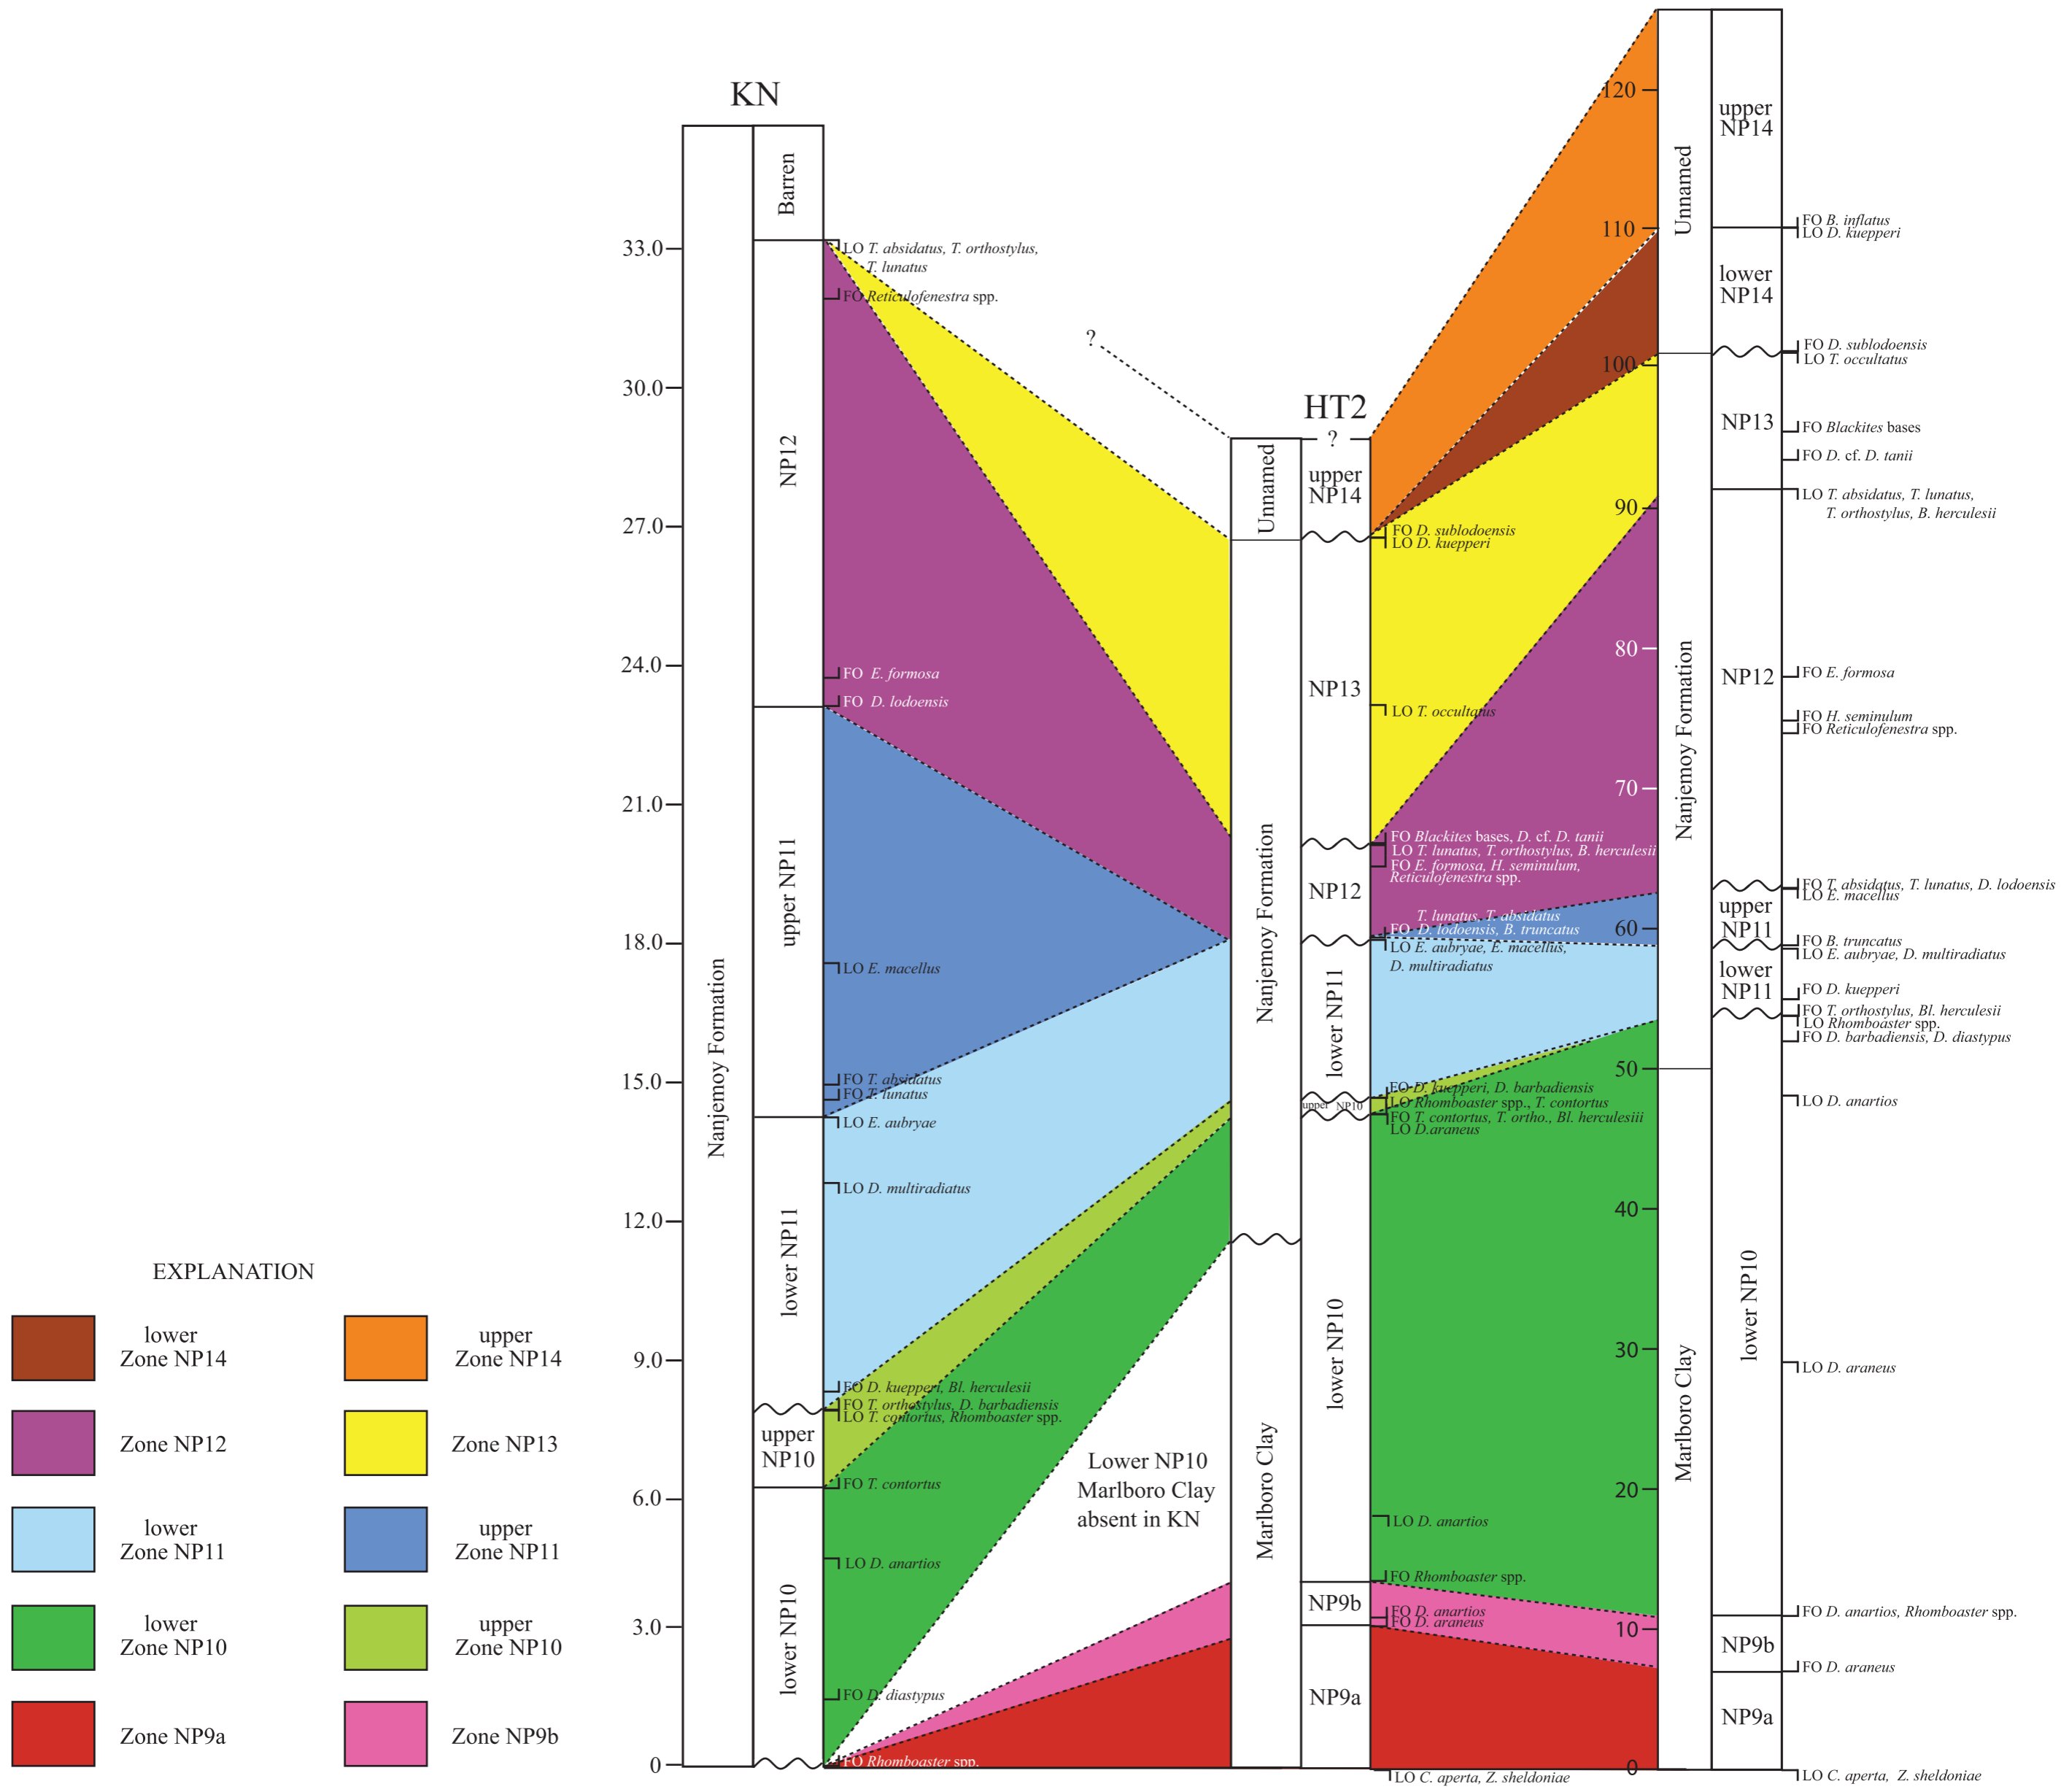 KN
33.0
30.0
27.0
24.0
21.0
18.0
15.0
12.0
9.0
6.0
3.0
0
Nanjemoy Formation
Barren
NP12
upper NP11
lower NP11
upper
NP10
lower NP10
LO T. absidatus, T. orthostylus,
T. lunatus
FO Reticulofenestra spp.
FO E. formosa
FO D. lodoensis
LO E. macellus
FO T. absidatus
FO T. lunatus
LO E. aubryae
LO D. multiradiatus
FO D. kuepperi, Bl. herculesii
FO T. orthostylus, D. barbadiensis
LO T. contortus, Rhomboaster spp.
FO T. contortus
LO D. anartios
FO D. diastypus
FO Rhomboaster spp.
?
Lower NP10
Marlboro Clay
absent in KN
HT2
?
Unnamed
Nanjemoy Formation
Marlboro Clay
upper
NP14
NP13
NP12
lower NP11
upper NP10
lower NP10
NP9b
NP9a
FO D. sublodoensis
LO D. kuepperi
LO T. occultatus
FO Blackites bases, D. cf. D. tanii
LO T. lunatus, T. orthostylus, B. herculesii
FO E. formosa, H. seminulum,
Reticulofenestra spp.
T. lunatus, T. absidatus
FO D. lodoensis, B. truncatus
LO E. aubryae, E. macellus,
D. multiradiatus
FO D. kuepperi, D. barbadiensis
LO Rhomboaster spp., T. contortus
FO T. contortus, T. ortho., Bl. herculesiii
LO D.araneus
LO D. anartios
FO Rhomboaster spp.
FO D. anartios
FO D. araneus
LO C. aperta, Z. sheldoniae
120
110
100
90
80
70
60
50
40
30
20
10
0
Unnamed
Nanjemoy Formation
Marlboro Clay
upper
NP14
lower
NP14
NP13
NP12
upper
NP11
lower
NP11
lower NP10
NP9b
NP9a
FO B. inflatus
LO D. kuepperi
FO D. sublodoensis
LO T. occultatus
FO Blackites bases
FO D. cf. D. tanii
LO T. absidatus, T. lunatus,
T. orthostylus, B. herculesii
FO E. formosa
FO H. seminulum
FO Reticulofenestra spp.
FO T. absidatus, T. lunatus, D. lodoensis
LO E. macellus
FO B. truncatus
LO E. aubryae, D. multiradiatus
FO D. kuepperi
FO T. orthostylus, Bl. herculesii
LO Rhomboaster spp.
FO D. barbadiensis, D. diastypus
LO D. anartios
LO D. araneus
FO D. anartios, Rhomboaster spp.
FO D. araneus
LO C. aperta, Z. sheldoniae
EXPLANATION
lower
Zone NP14
upper
Zone NP14
Zone NP12
Zone NP13
lower
Zone NP11
upper
Zone NP11
lower
Zone NP10
upper
Zone NP10
Zone NP9a
Zone NP9b